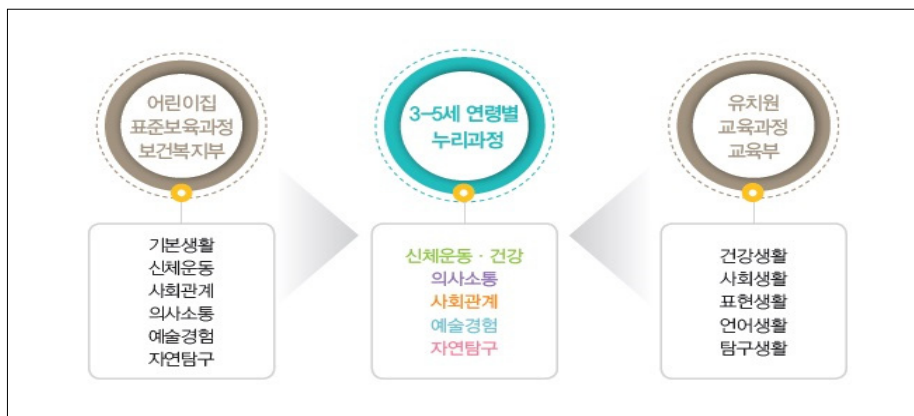 어린이집
표준보육과정
보건복지부
기본생활
신체운동
사회관계
의사소통
예술경험
자연탐구
3-5세 연령별
누리과정
신체운동 · 건강
의사소통
사회관계
예술경험
자연탐구
유치원
교육과정
교육부
건강생활
사회생활
표현생활
언어생활
탐구생활